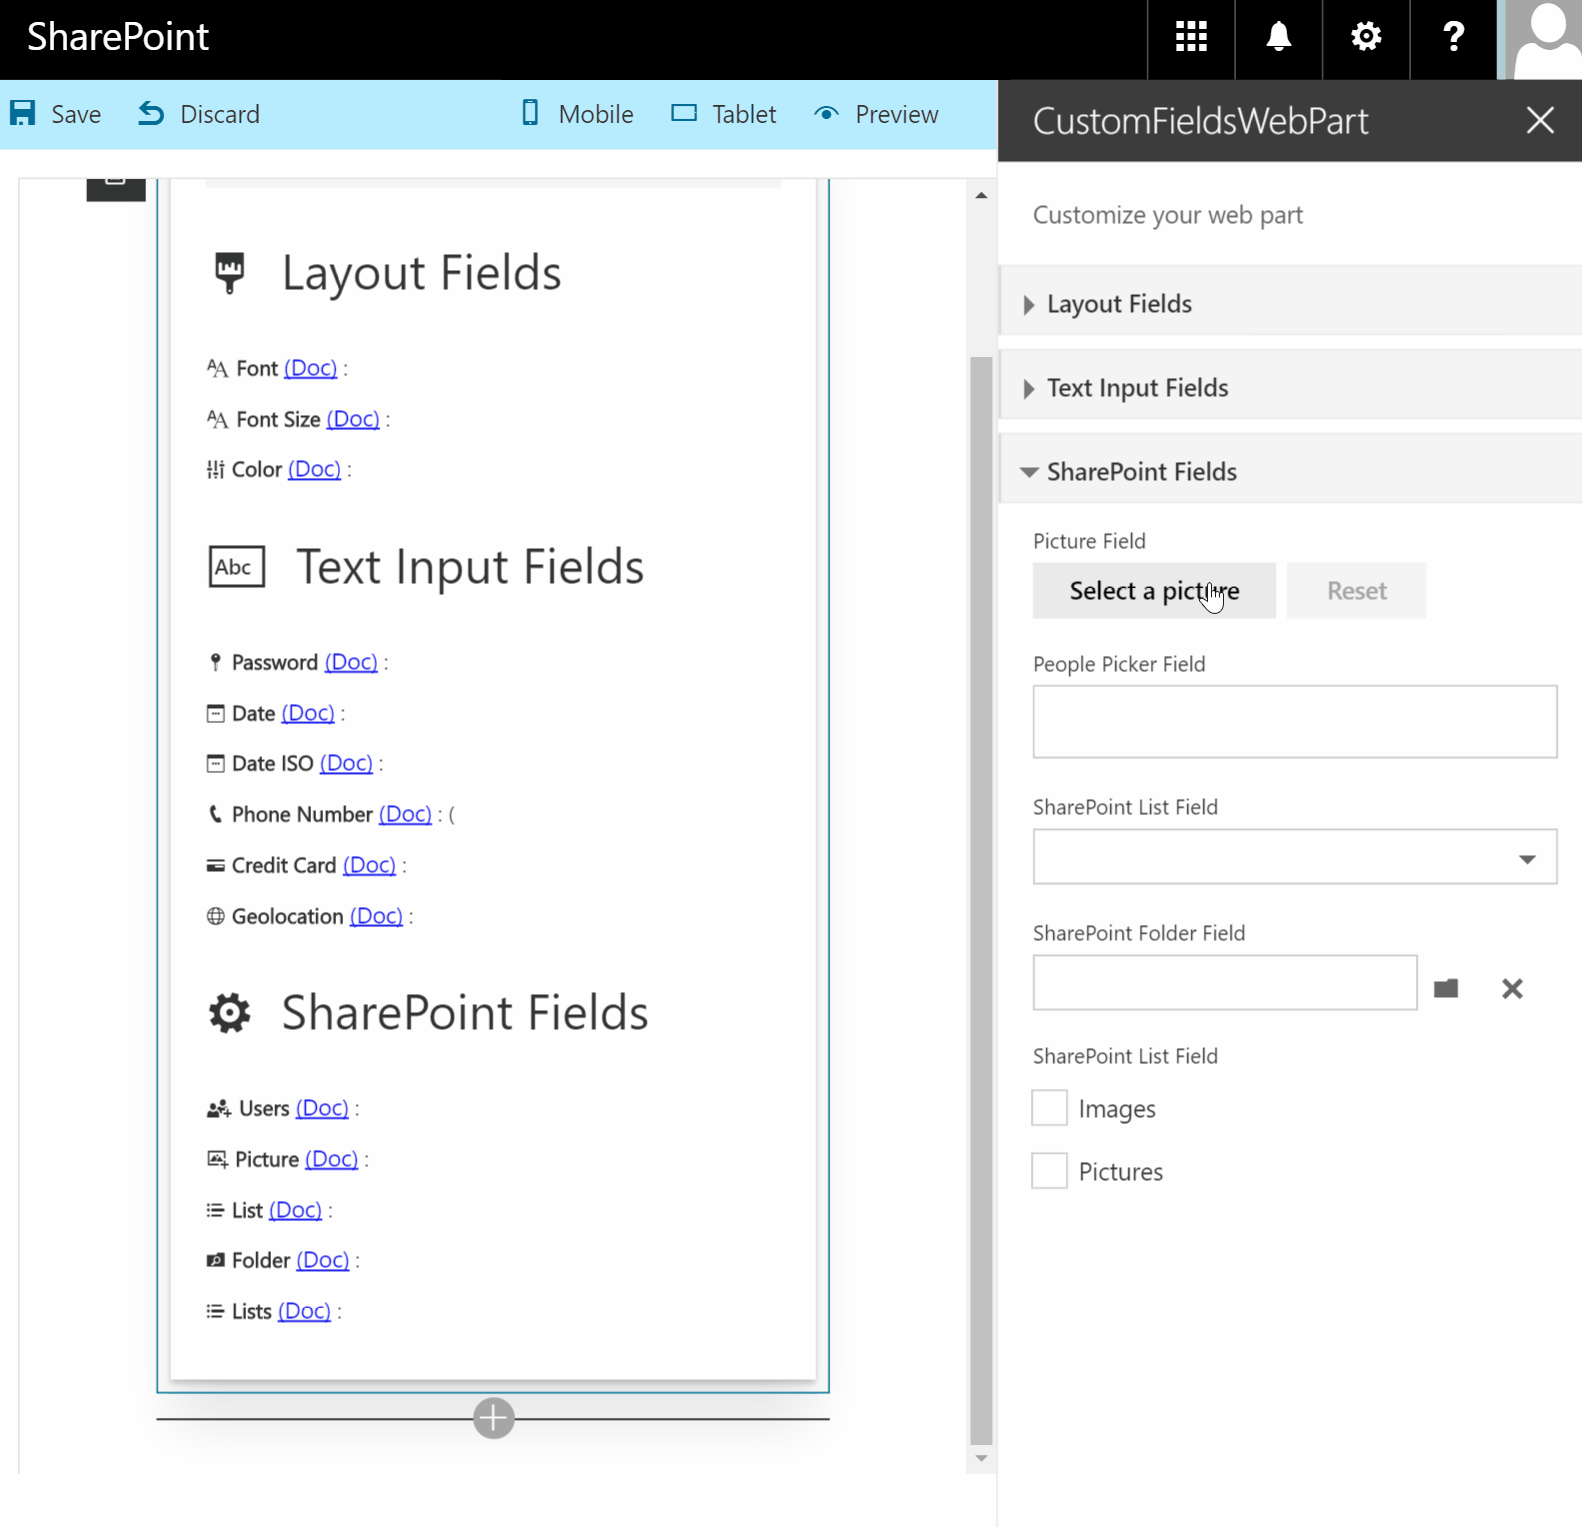 SharePoint
?
Save Discard Mobile Tablet Preview
Layout Fields
Font (Doc) :
Font Size (Doc) :
Color (Doc) :
Abc Text Input Fields
Password (Doc) :
Date (Doc) :
Date ISO (Doc) :
Phone Number (Doc) : (
Credit Card (Doc) :
Geolocation (Doc) :
SharePoint Fields
Users (Doc) :
Picture (Doc) :
List (Doc) :
Folder (Doc) :
Lists (Doc) :
CustomFieldsWebPart
Customize your web part
Layout Fields
Text Input Fields
SharePoint Fields
Picture Field
Select a picture Reset
People Picker Field
SharePoint List Field
SharePoint Folder Field
SharePoint List Field
Images
Pictures